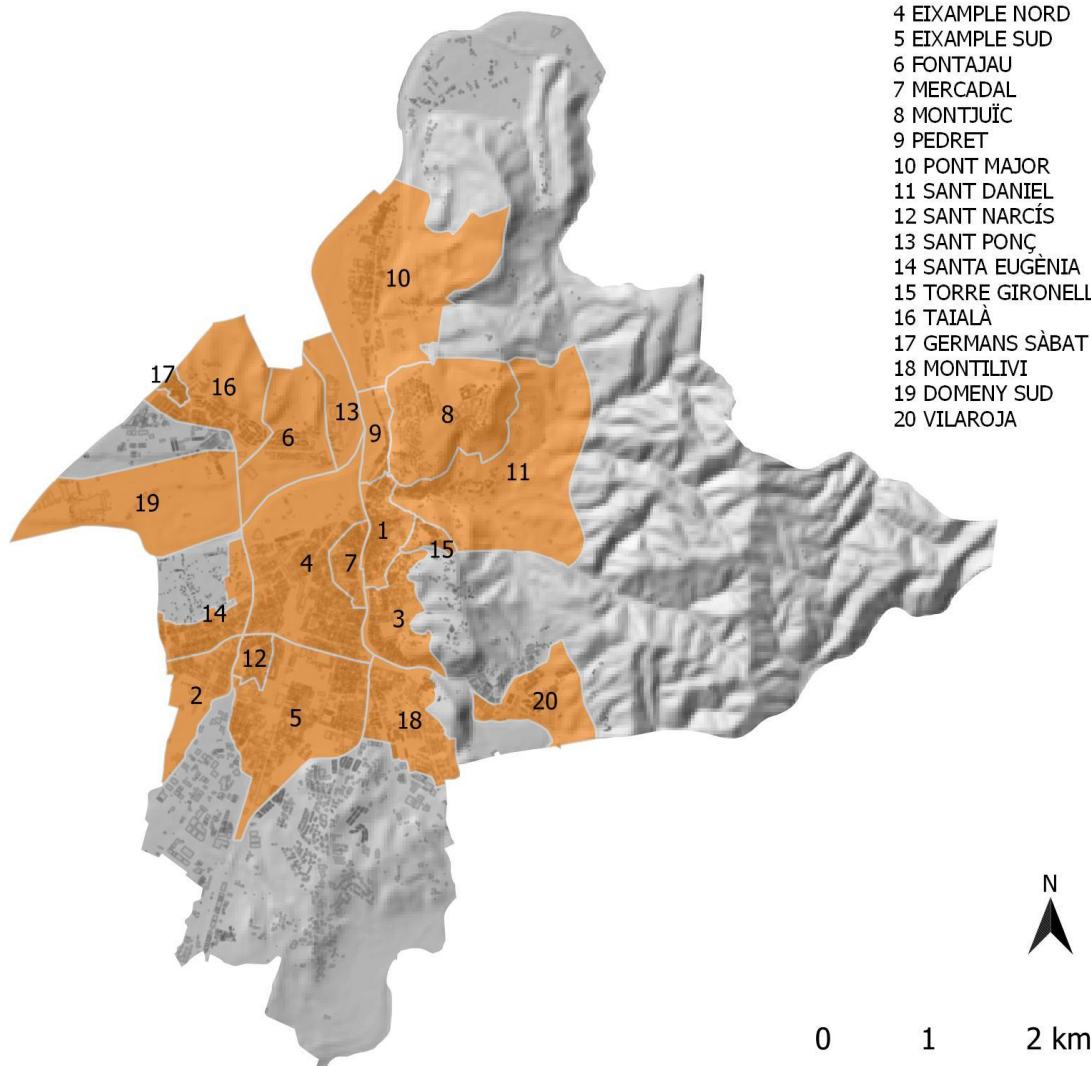 4 EIXAMPLE NORD
5 EIXAMPLE SUD
6 FONTAJAU
7 MERCADAL
8 MONTJUÏC
9 PEDRET
10 PONT MAJOR
11 SANT DANIEL
12 SANT NARCÍS
13 SANT PONÇ
14 SANTA EUGÈNIA
15 TORRE GIRONELL
16 TAIALÀ
17 GERMANS SÀBAT
18 MONTILIVI
19 DOMENY SUD
20 VILAROJA
10
17
16
13
8
6
9
11
19
1
15
4
7
14
3
12
2
20
5
18
N
0 1 2 km